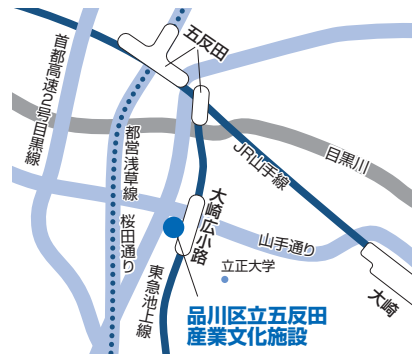 五反田
首都高速2号目黒線
都営浅草線
桜田通り
目黒川
JR山手線
大崎広小路
山手通り
立正大学
大崎
東急池上線
品川区立五反田
産業文化施設